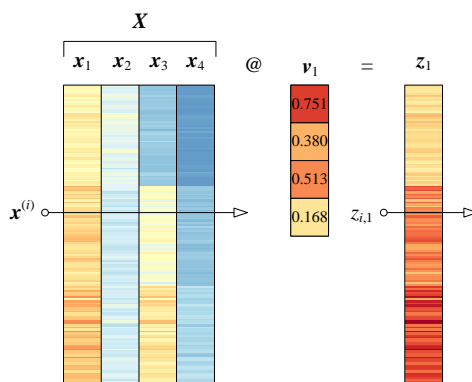 X
x₁ x₂ x₃ x₄ @ v₁ = z₁
0.751
0.380
0.513
0.168
x⁽ⁱ⁾ zᵢ,₁